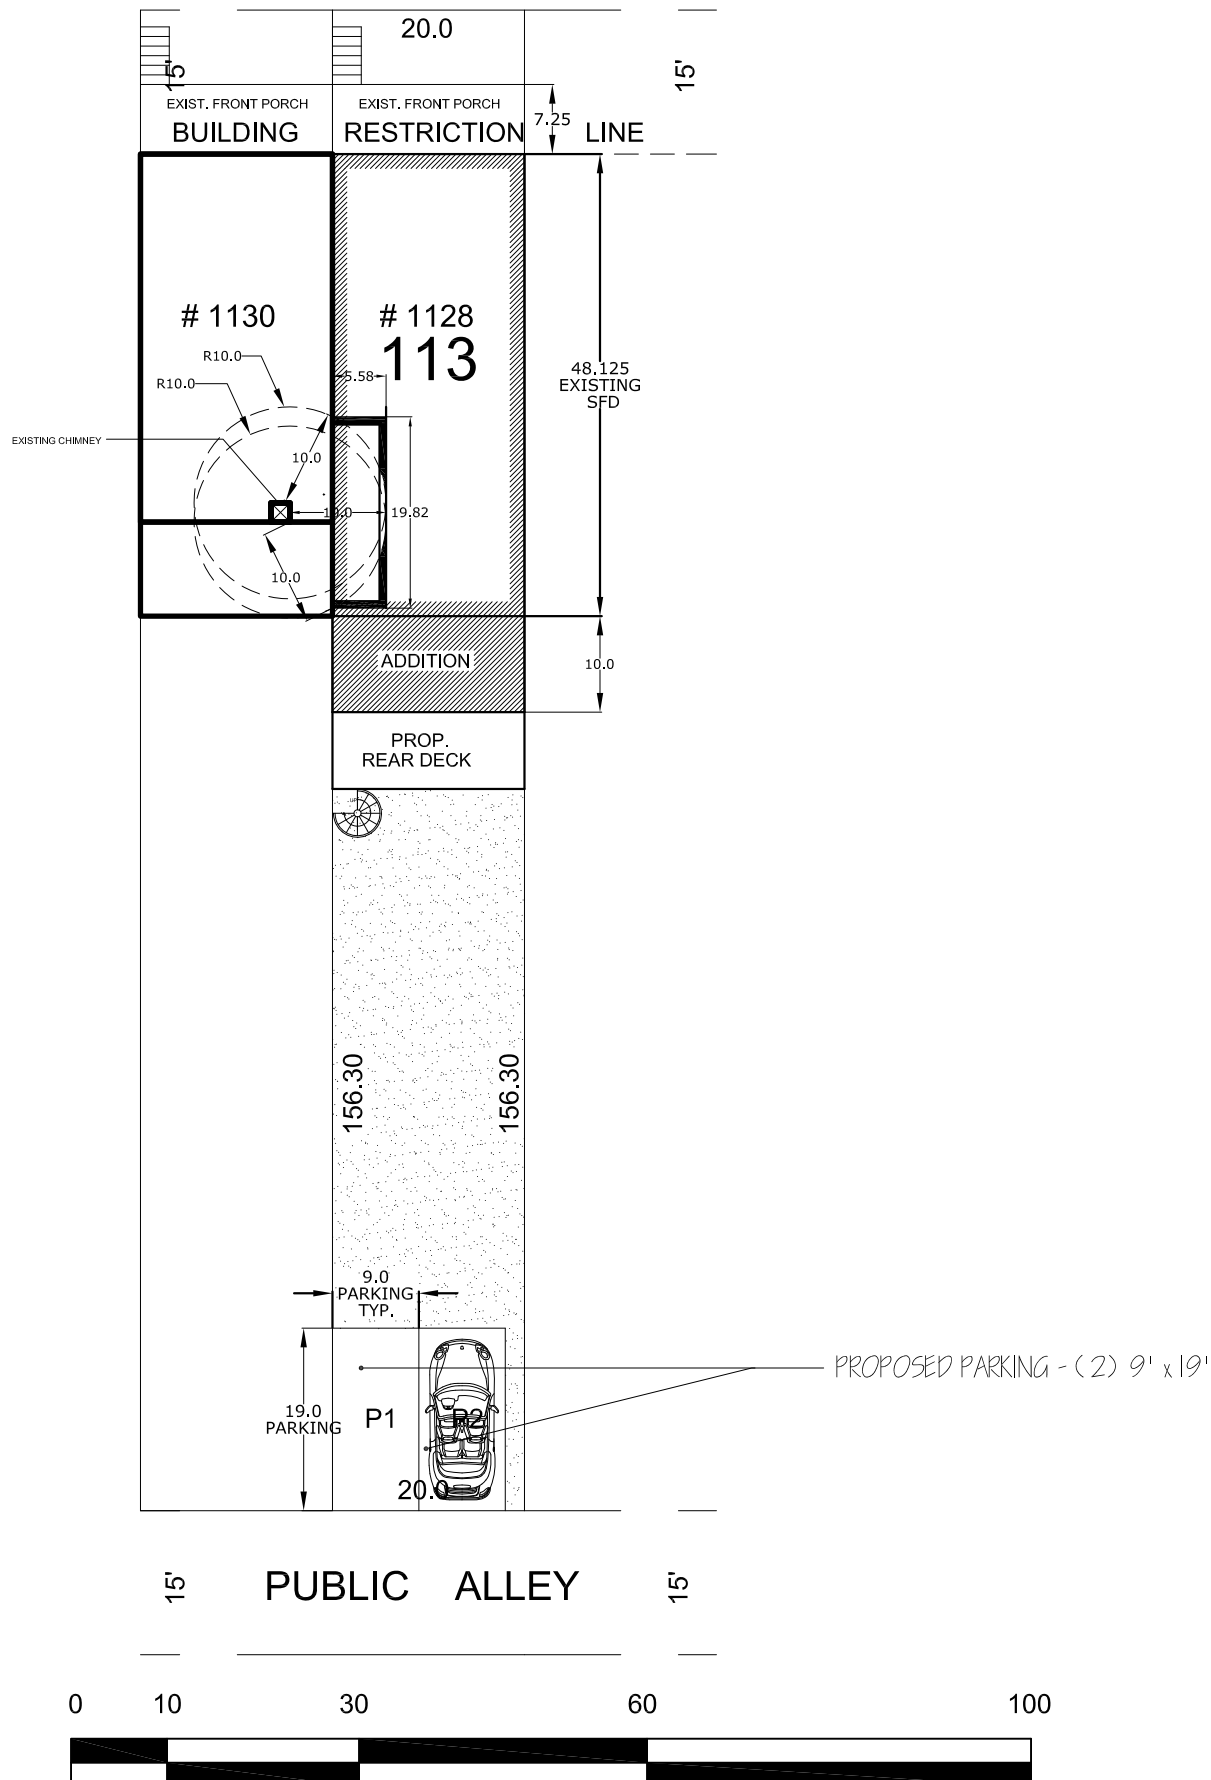 20.0
15'
15'
EXIST. FRONT PORCH
EXIST. FRONT PORCH
7.25
BUILDING RESTRICTION LINE
# 1130
# 1128
113
R10.0
5.58
48.125
EXISTING
SFD
R10.0
EXISTING CHIMNEY
10.0
10.0
19.82
10.0
ADDITION
10.0
PROP.
REAR DECK
156.30
156.30
9.0
PARKING
TYP.
PROPOSED PARKING - (2) 9' x 19'
19.0
PARKING
P1
P2
20.0
15'
PUBLIC ALLEY
15'
0 10 30 60 100